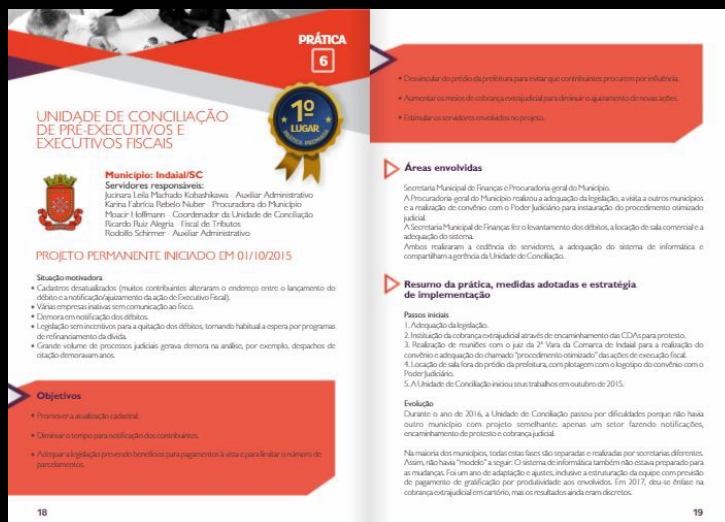 PRÁTICA
6
1º
LUGAR
PRÁTICA PREMIADA
UNIDADE DE CONCILIAÇÃO
DE PRÉ-EXECUTIVOS E
EXECUTIVOS FISCAIS
Município: Indaial/SC
Servidores responsáveis:
Jucinara Leila Machado Kobashikawa Auxiliar Administrativo
Karina Fabrícia Rebelo Nuber Procuradora do Município
Moacir Hoffmann Coordenador da Unidade de Conciliação
Ricardo Ruiz Alegria Fiscal de Tributos
Rodolfo Schirmer Auxiliar Administrativo
PROJETO PERMANENTE INICIADO EM 01/10/2015
Situação motivadora
• Cadastros desatualizados (muitos contribuintes alteraram o endereço entre o lançamento do
débito e a notificação/ajuizamento da ação de Executivo Fiscal).
• Várias empresas inativas sem comunicação ao fisco.
• Demora em notificação dos débitos.
• Legislação sem incentivos para a quitação dos débitos, tornando habitual a espera por programas
de refinanciamento da dívida.
• Grande volume de processos judiciais gerava demora na análise, por exemplo, despachos de
citação demoravam anos.
Objetivos
• Promover a atualização cadastral.
• Diminuir o tempo para notificação dos contribuintes.
• Adequar a legislação prevendo benefícios para pagamentos à vista e para limitar o número de
parcelamentos.
18
• Desvincular do prédio da prefeitura para evitar que contribuintes procurem por influência.
• Aumentar os meios de cobrança extrajudicial para diminuir o ajuizamento de novas ações.
• Estimular os servidores envolvidos no projeto.
Áreas envolvidas
Secretaria Municipal de Finanças e Procuradoria-geral do Município.
A Procuradoria-geral do Município realizou a adequação da legislação, a visita a outros municípios
e a realização de convênio com o Poder Judiciário para instauração do procedimento otimizado
judicial.
A Secretaria Municipal de Finanças fez o levantamento dos débitos, a locação de sala comercial e a
adequação do sistema.
Ambos realizaram a cedência de servidores, a adequação do sistema de informática e
compartilham a gerência da Unidade de Conciliação.
Resumo da prática, medidas adotadas e estratégia
de implementação
Passos iniciais
1. Adequação da legislação.
2. Instituição da cobrança extrajudicial através de encaminhamento das CDAs para protesto.
3. Realização de reuniões com o juiz da 2ª Vara da Comarca de Indaial para a realização do
convênio e adequação do chamado "procedimento otimizado" das ações de execução fiscal.
4. Locação de sala fora do prédio da prefeitura, com plotagem com o logotipo do convênio com o
Poder Judiciário.
5. A Unidade de Conciliação iniciou seus trabalhos em outubro de 2015.
Evolução
Durante o ano de 2016, a Unidade de Conciliação passou por dificuldades porque não havia
outro município com projeto semelhante: apenas um setor fazendo notificações,
encaminhamento de protesto e cobrança judicial.
Na maioria dos municípios, todas estas fases são separadas e realizadas por secretarias diferentes.
Assim, não havia "modelo" a seguir. O sistema de informática também não estava preparado para
as mudanças. Foi um ano de adaptação e ajustes, inclusive a estruturação da equipe com previsão
de pagamento de gratificação por produtividade aos envolvidos. Em 2017, deu-se ênfase na
cobrança extrajudicial em cartório, mas os resultados ainda eram discretos.
19